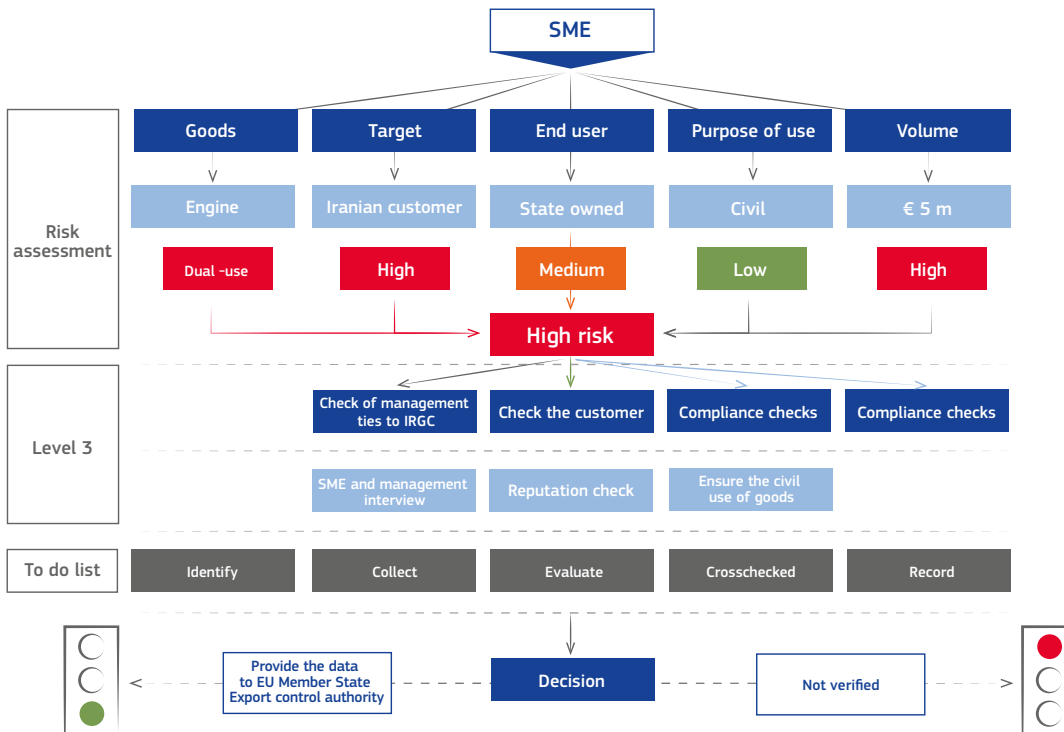 SME
Goods
Target
End user
Purpose of use
Volume
Engine
Iranian customer
State owned
Civil
€ 5 m
Risk
assessment
Dual -use
High
Medium
Low
High
High risk
Level 3
Check of management
ties to IRGC
Check the customer
Compliance checks
Compliance checks
SME and management
interview
Reputation check
Ensure the civil
use of goods
To do list
Identify
Collect
Evaluate
Crosschecked
Record
Provide the data
to EU Member State
Export control authority
Decision
Not verified